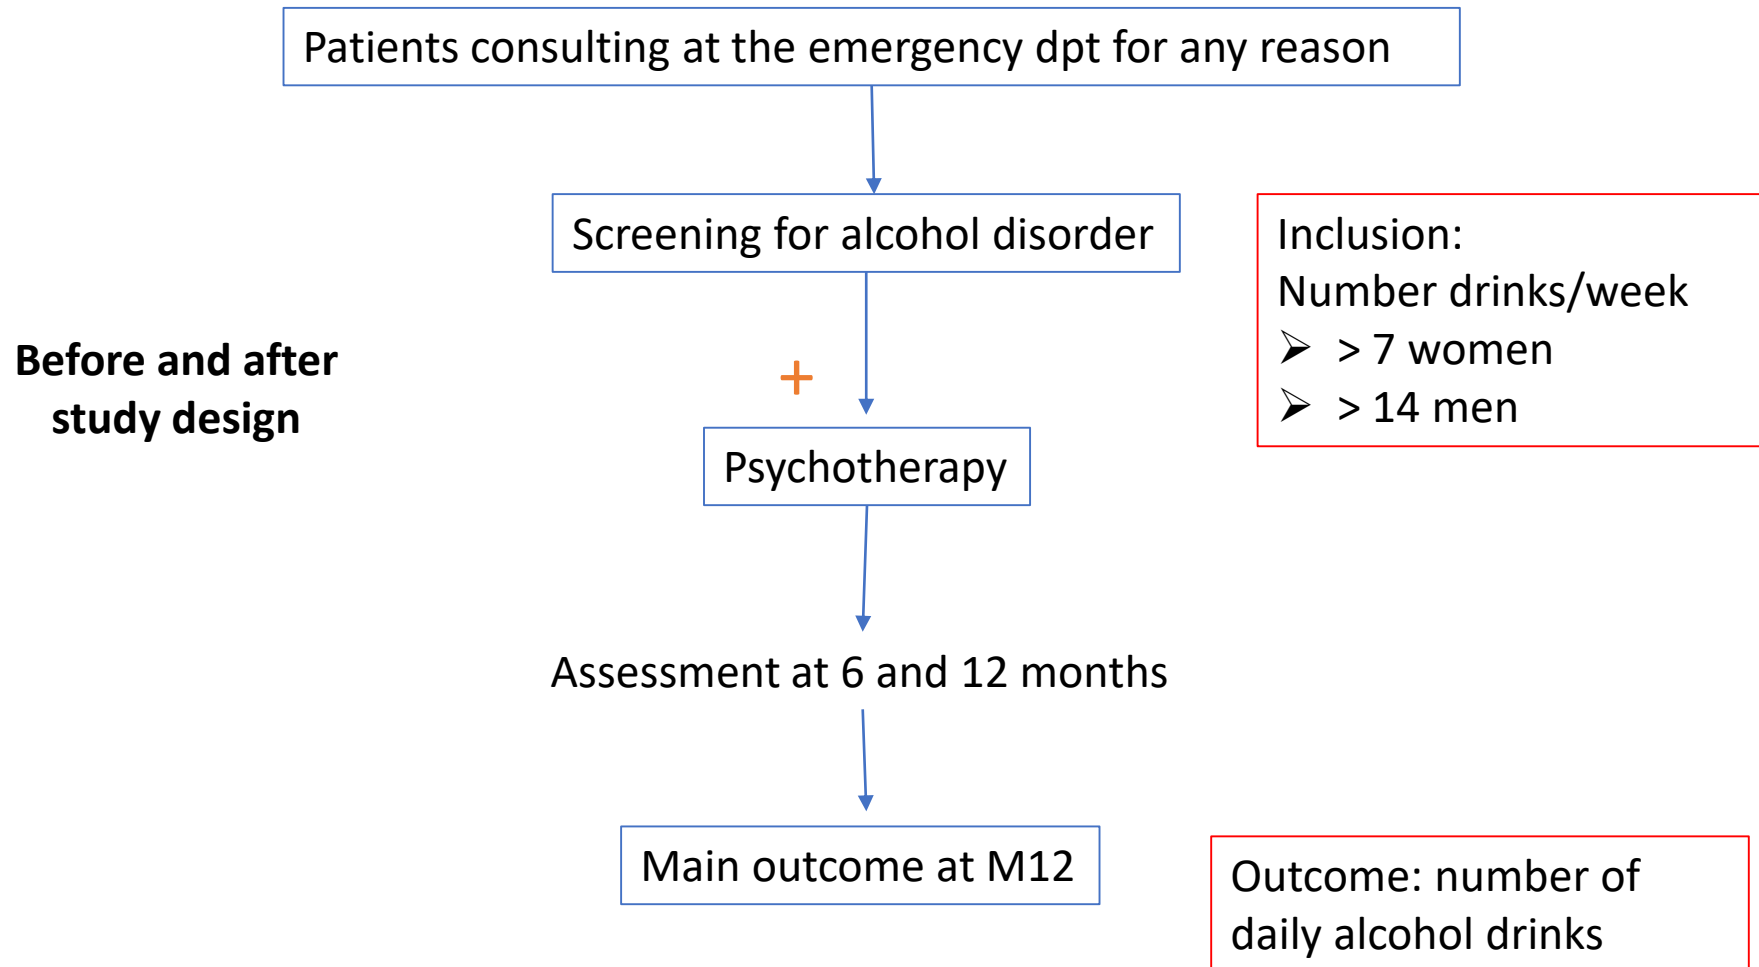 Patients consulting at the emergency dpt for any reason
Screening for alcohol disorder
Inclusion:
Number drinks/week
➢ > 7 women
➢ > 14 men
Before and after
study design
+
Psychotherapy
Assessment at 6 and 12 months
Main outcome at M12
Outcome: number of
daily alcohol drinks